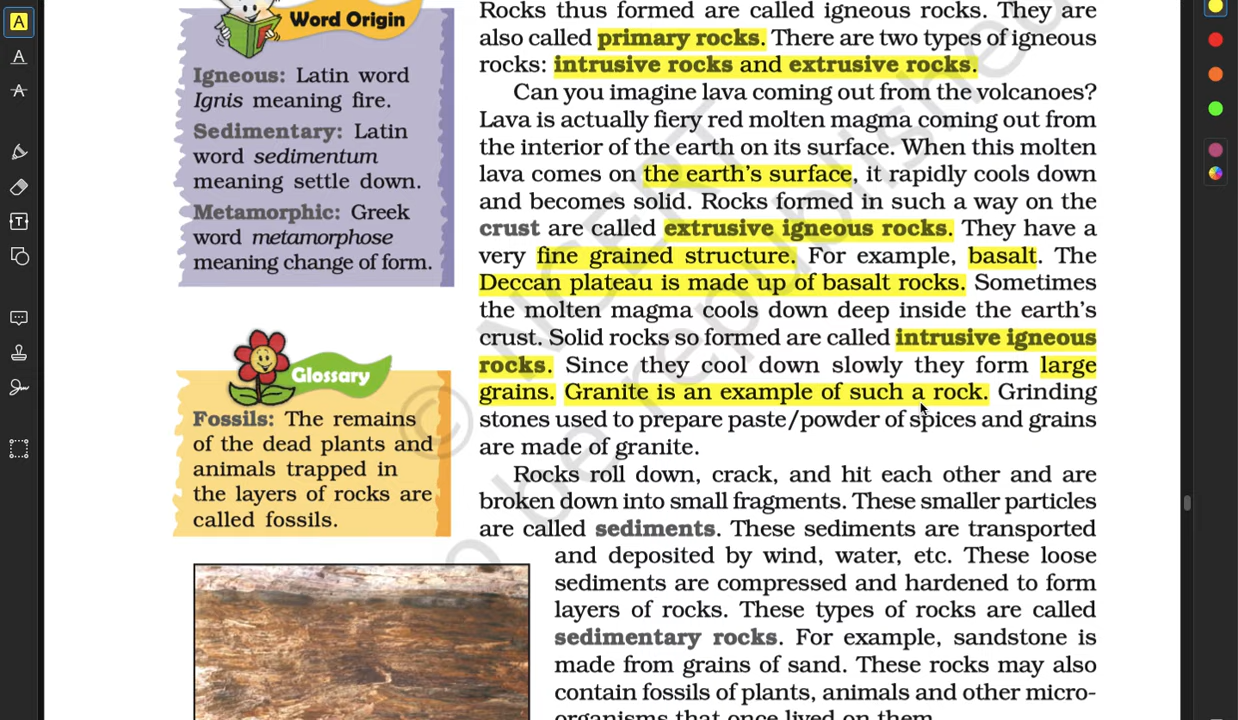 Word Origin
Igneous: Latin word
Ignis meaning fire.
Sedimentary: Latin
word sedimentum
meaning settle down.
Metamorphic: Greek
word metamorphose
meaning change of form.
Glossary
Fossils: The remains
of the dead plants and
animals trapped in
the layers of rocks are
called fossils.
Rocks thus formed are called igneous rocks. They are
also called primary rocks. There are two types of igneous
rocks: intrusive rocks and extrusive rocks.
Can you imagine lava coming out from the volcanoes?
Lava is actually fiery red molten magma coming out from
the interior of the earth on its surface. When this molten
lava comes on the earth's surface, it rapidly cools down
and becomes solid. Rocks formed in such a way on the
crust are called extrusive igneous rocks. They have a
very fine grained structure. For example, basalt. The
Deccan plateau is made up of basalt rocks. Sometimes
the molten magma cools down deep inside the earth's
crust. Solid rocks so formed are called intrusive igneous
rocks. Since they cool down slowly they form large
grains. Granite is an example of such a rock. Grinding
stones used to prepare paste/powder of spices and grains
are made of granite.
Rocks roll down, crack, and hit each other and are
broken down into small fragments. These smaller particles
are called sediments. These sediments are transported
and deposited by wind, water, etc. These loose
sediments are compressed and hardened to form
layers of rocks. These types of rocks are called
sedimentary rocks. For example, sandstone is
made from grains of sand. These rocks may also
contain fossils of plants, animals and other micro-
organisms that once lived on them.
© NCERT
to be republished
A
A
A
T